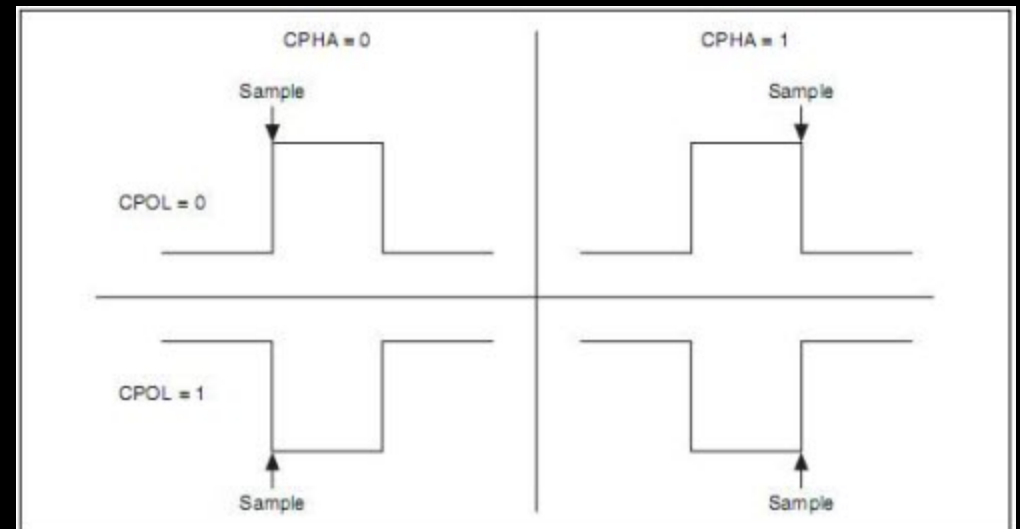 CPHA = 0
CPHA = 1
Sample
Sample
CPOL = 0
CPOL = 1
Sample
Sample